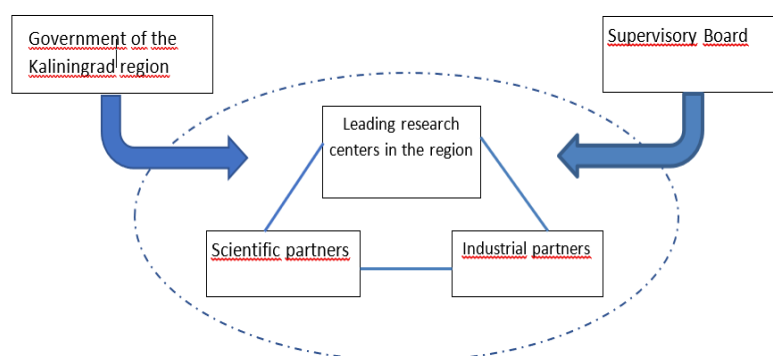 Government of the
Kaliningrad region
Supervisory Board
Leading research
centers in the region
Scientific partners
Industrial partners